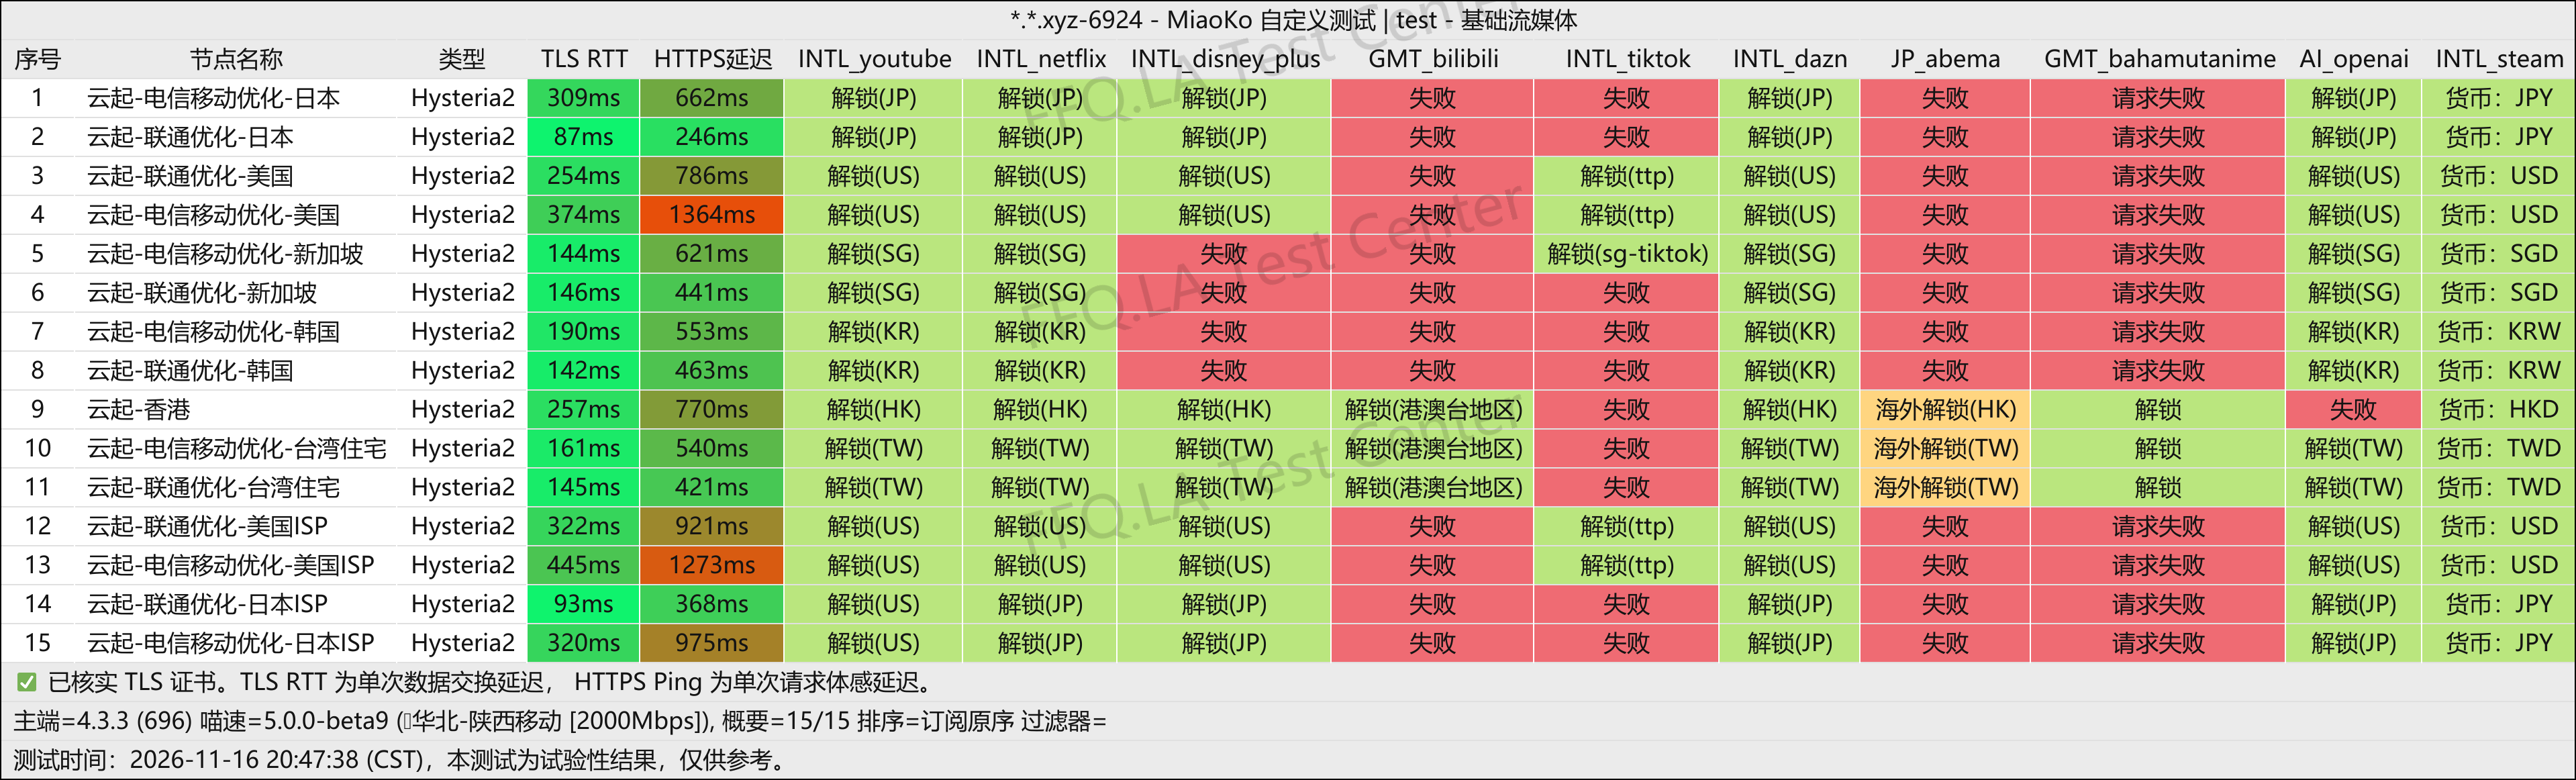 *.*.xyz-6924 - MiaoKo 自定义测试 | test - 基础流媒体
序号 节点名称 类型 TLS RTT HTTPS延迟 INTL_youtube INTL_netflix INTL_disney_plus GMT_bilibili INTL_tiktok INTL_dazn JP_abema GMT_bahamutanime AI_openai INTL_steam
1 云起-电信移动优化-日本 Hysteria2 309ms 662ms 解锁(JP) 解锁(JP) 解锁(JP) 失败 失败 解锁(JP) 失败 请求失败 解锁(JP) 货币：JPY
2 云起-联通优化-日本 Hysteria2 87ms 246ms 解锁(JP) 解锁(JP) 解锁(JP) 失败 失败 解锁(JP) 失败 请求失败 解锁(JP) 货币：JPY
3 云起-联通优化-美国 Hysteria2 254ms 786ms 解锁(US) 解锁(US) 解锁(US) 失败 解锁(ttp) 解锁(US) 失败 请求失败 解锁(US) 货币：USD
4 云起-电信移动优化-美国 Hysteria2 374ms 1364ms 解锁(US) 解锁(US) 解锁(US) 失败 解锁(ttp) 解锁(US) 失败 请求失败 解锁(US) 货币：USD
5 云起-电信移动优化-新加坡 Hysteria2 144ms 621ms 解锁(SG) 解锁(SG) 失败 失败 解锁(sg-tiktok) 解锁(SG) 失败 请求失败 解锁(SG) 货币：SGD
6 云起-联通优化-新加坡 Hysteria2 146ms 441ms 解锁(SG) 解锁(SG) 失败 失败 失败 解锁(SG) 失败 请求失败 解锁(SG) 货币：SGD
7 云起-电信移动优化-韩国 Hysteria2 190ms 553ms 解锁(KR) 解锁(KR) 失败 失败 失败 解锁(KR) 失败 请求失败 解锁(KR) 货币：KRW
8 云起-联通优化-韩国 Hysteria2 142ms 463ms 解锁(KR) 解锁(KR) 失败 失败 失败 解锁(KR) 失败 请求失败 解锁(KR) 货币：KRW
9 云起-香港 Hysteria2 257ms 770ms 解锁(HK) 解锁(HK) 解锁(HK) 解锁(港澳台地区) 失败 解锁(HK) 海外解锁(HK) 解锁 失败 货币：HKD
10 云起-电信移动优化-台湾住宅 Hysteria2 161ms 540ms 解锁(TW) 解锁(TW) 解锁(TW) 解锁(港澳台地区) 失败 解锁(TW) 海外解锁(TW) 解锁 解锁(TW) 货币：TWD
11 云起-联通优化-台湾住宅 Hysteria2 145ms 421ms 解锁(TW) 解锁(TW) 解锁(TW) 解锁(港澳台地区) 失败 解锁(TW) 海外解锁(TW) 解锁 解锁(TW) 货币：TWD
12 云起-联通优化-美国ISP Hysteria2 322ms 921ms 解锁(US) 解锁(US) 解锁(US) 失败 解锁(ttp) 解锁(US) 失败 请求失败 解锁(US) 货币：USD
13 云起-电信移动优化-美国ISP Hysteria2 445ms 1273ms 解锁(US) 解锁(US) 解锁(US) 失败 解锁(ttp) 解锁(US) 失败 请求失败 解锁(US) 货币：USD
14 云起-联通优化-日本ISP Hysteria2 93ms 368ms 解锁(US) 解锁(JP) 解锁(JP) 失败 失败 解锁(JP) 失败 请求失败 解锁(JP) 货币：JPY
15 云起-电信移动优化-日本ISP Hysteria2 320ms 975ms 解锁(US) 解锁(JP) 解锁(JP) 失败 失败 解锁(JP) 失败 请求失败 解锁(JP) 货币：JPY
✅ 已核实 TLS 证书。TLS RTT 为单次数据交换延迟， HTTPS Ping 为单次请求体感延迟。
主端=4.3.3 (696) 喵速=5.0.0-beta9 (华北-陕西移动 [2000Mbps]), 概要=15/15 排序=订阅原序 过滤器=
测试时间：2026-11-16 20:47:38 (CST)，本测试为试验性结果，仅供参考。